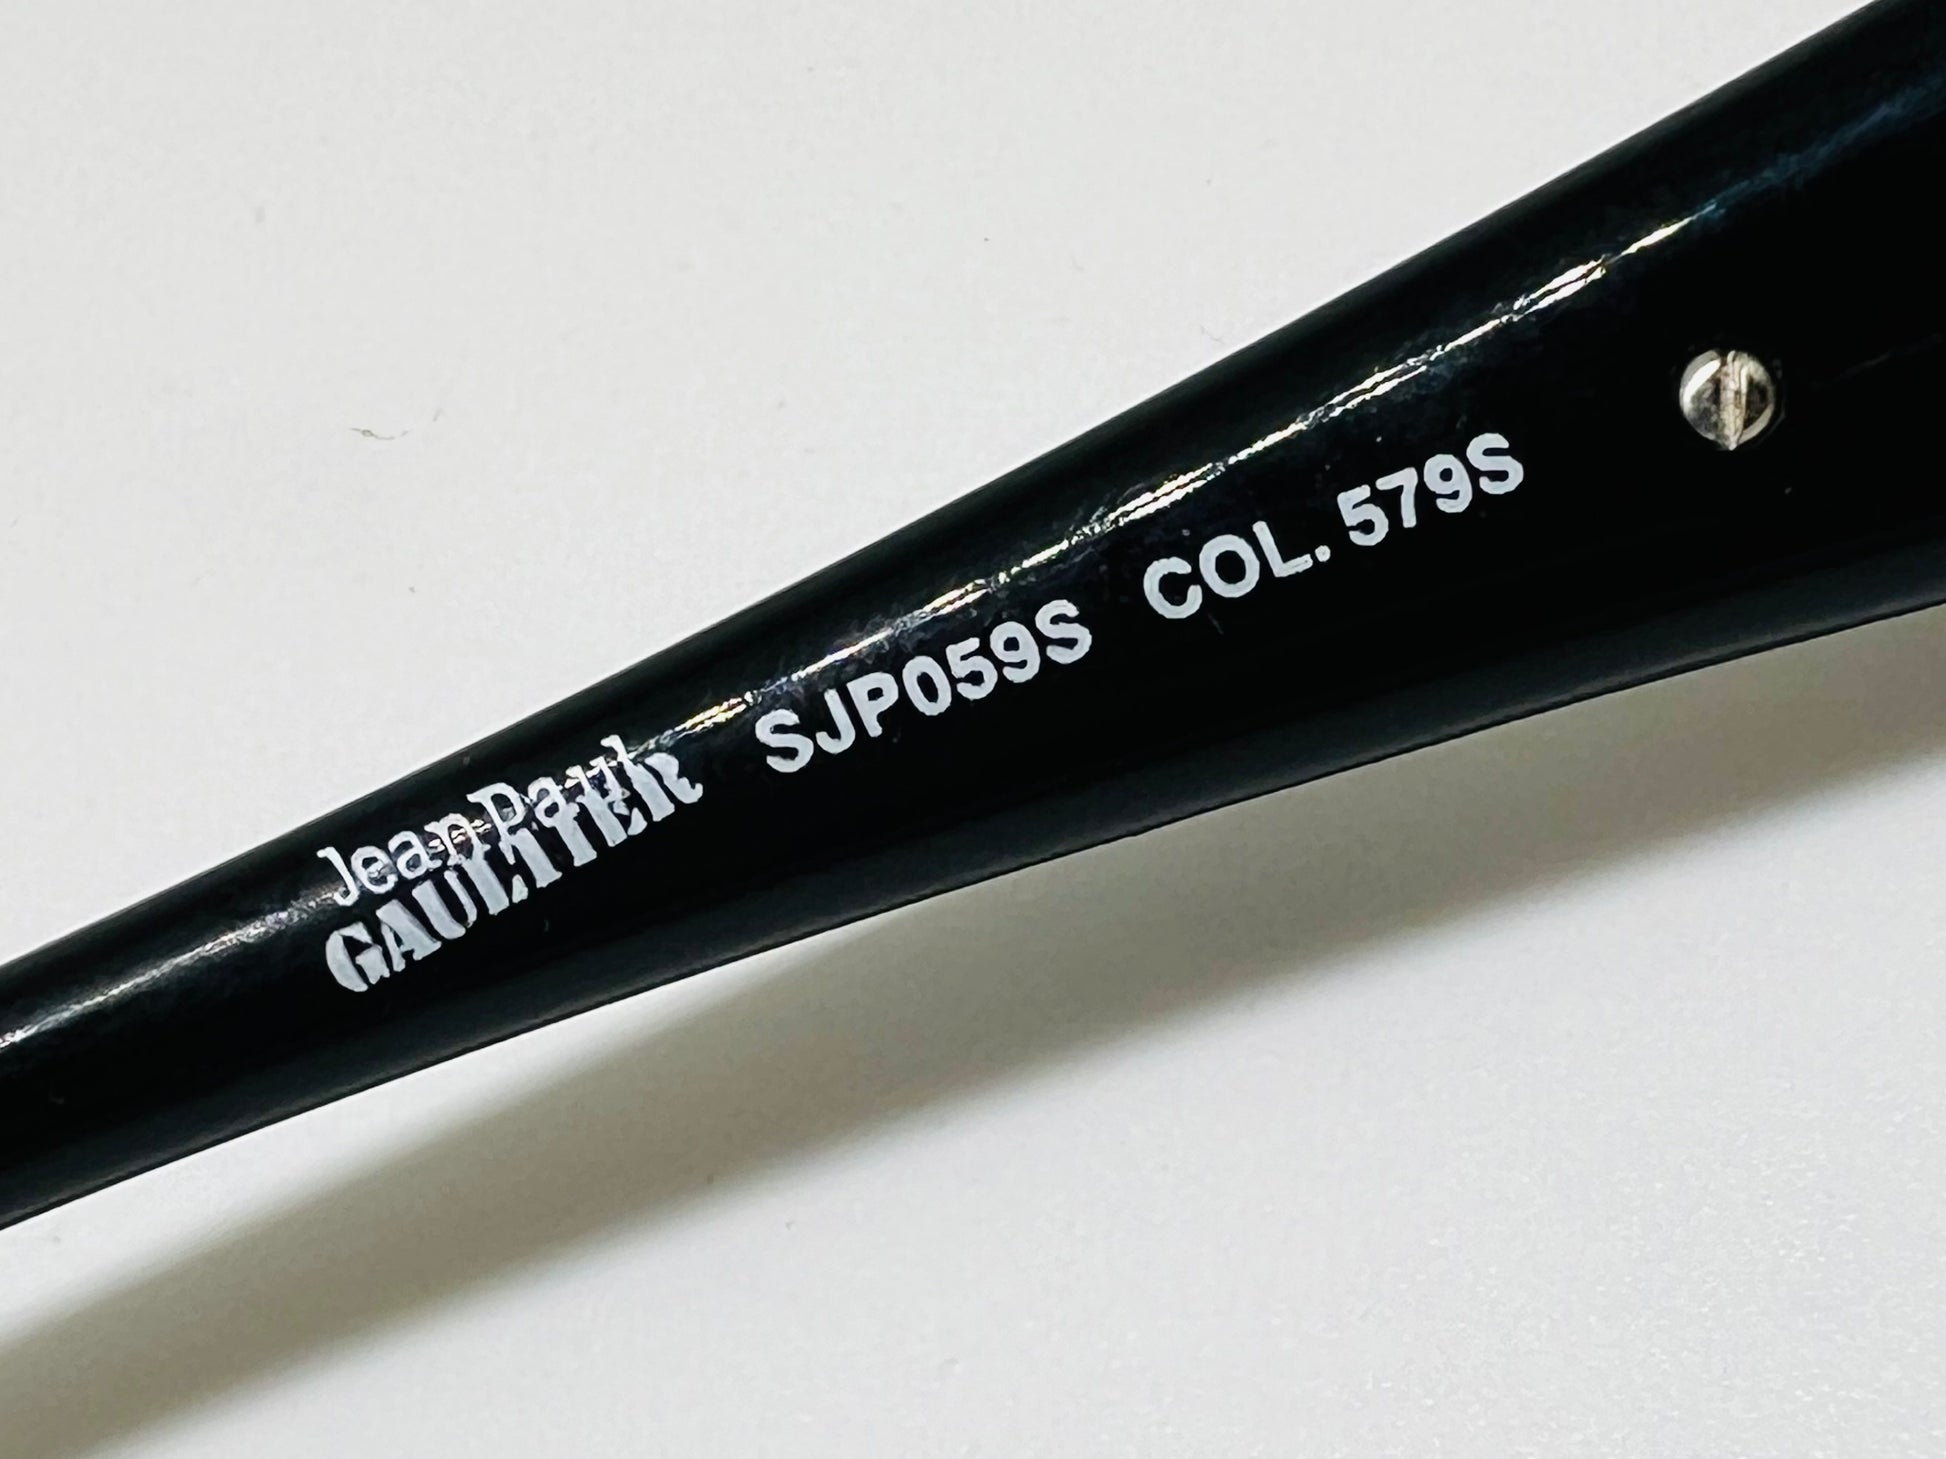 Jean Paul
GAULTIER SJP059S COL. 579S